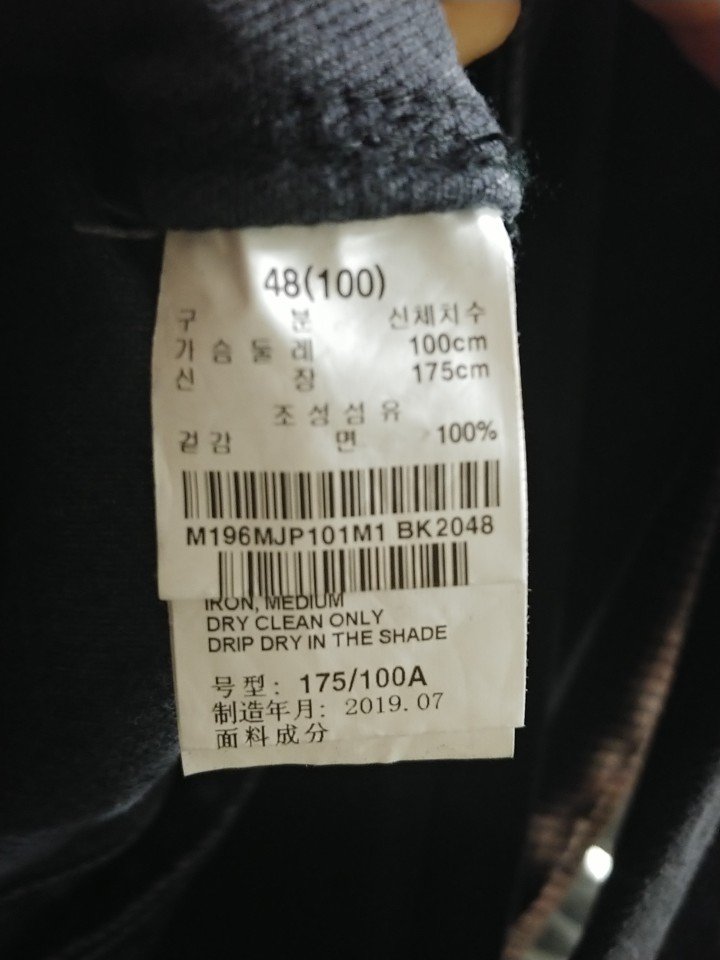 48(100)
구 분 신체치수
가슴둘레 100cm
신 장 175cm
조성섬유
겉감 면 100%
M196MJP101M1 BK2048
IRON, MEDIUM
DRY CLEAN ONLY
DRIP DRY IN THE SHADE
号型: 175/100A
制造年月: 2019.07
面料成分